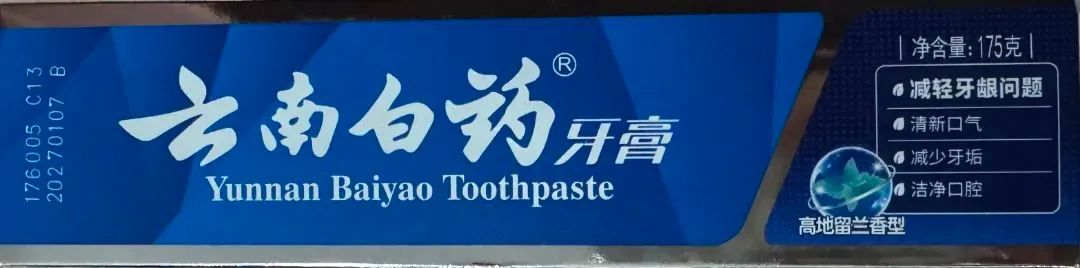 176005 C13
20270107 B
云南白药®牙膏
Yunnan Baiyao Toothpaste
|净含量:175克|
减轻牙龈问题
清新口气
减少牙垢
洁净口腔
高地留兰香型